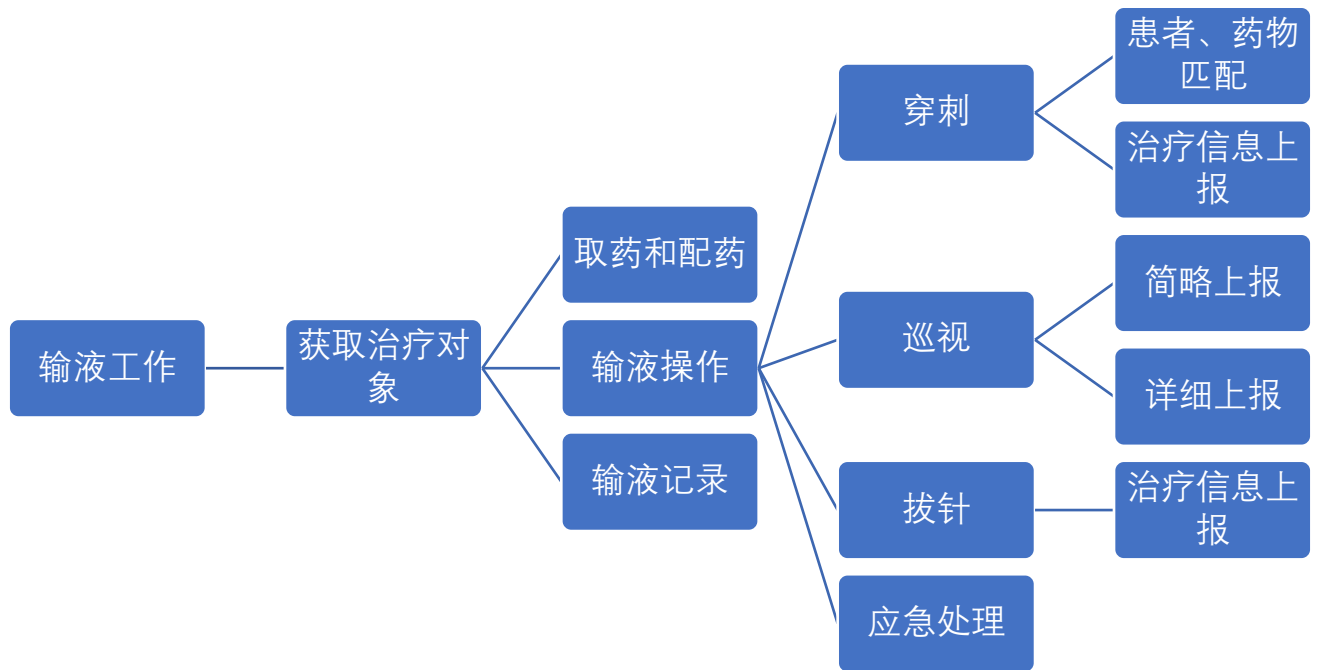 输液工作
获取治疗对
象
取药和配药
输液操作
输液记录
穿刺
巡视
拔针
应急处理
患者、药物
匹配
治疗信息上
报
简略上报
详细上报
治疗信息上
报